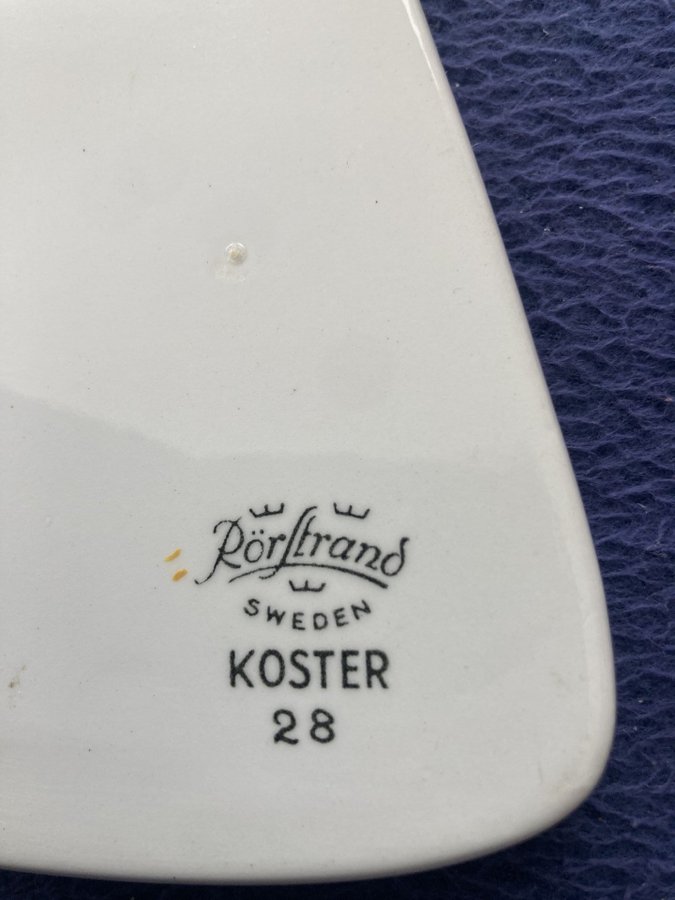 Rörstrand
SWEDEN
KOSTER
28